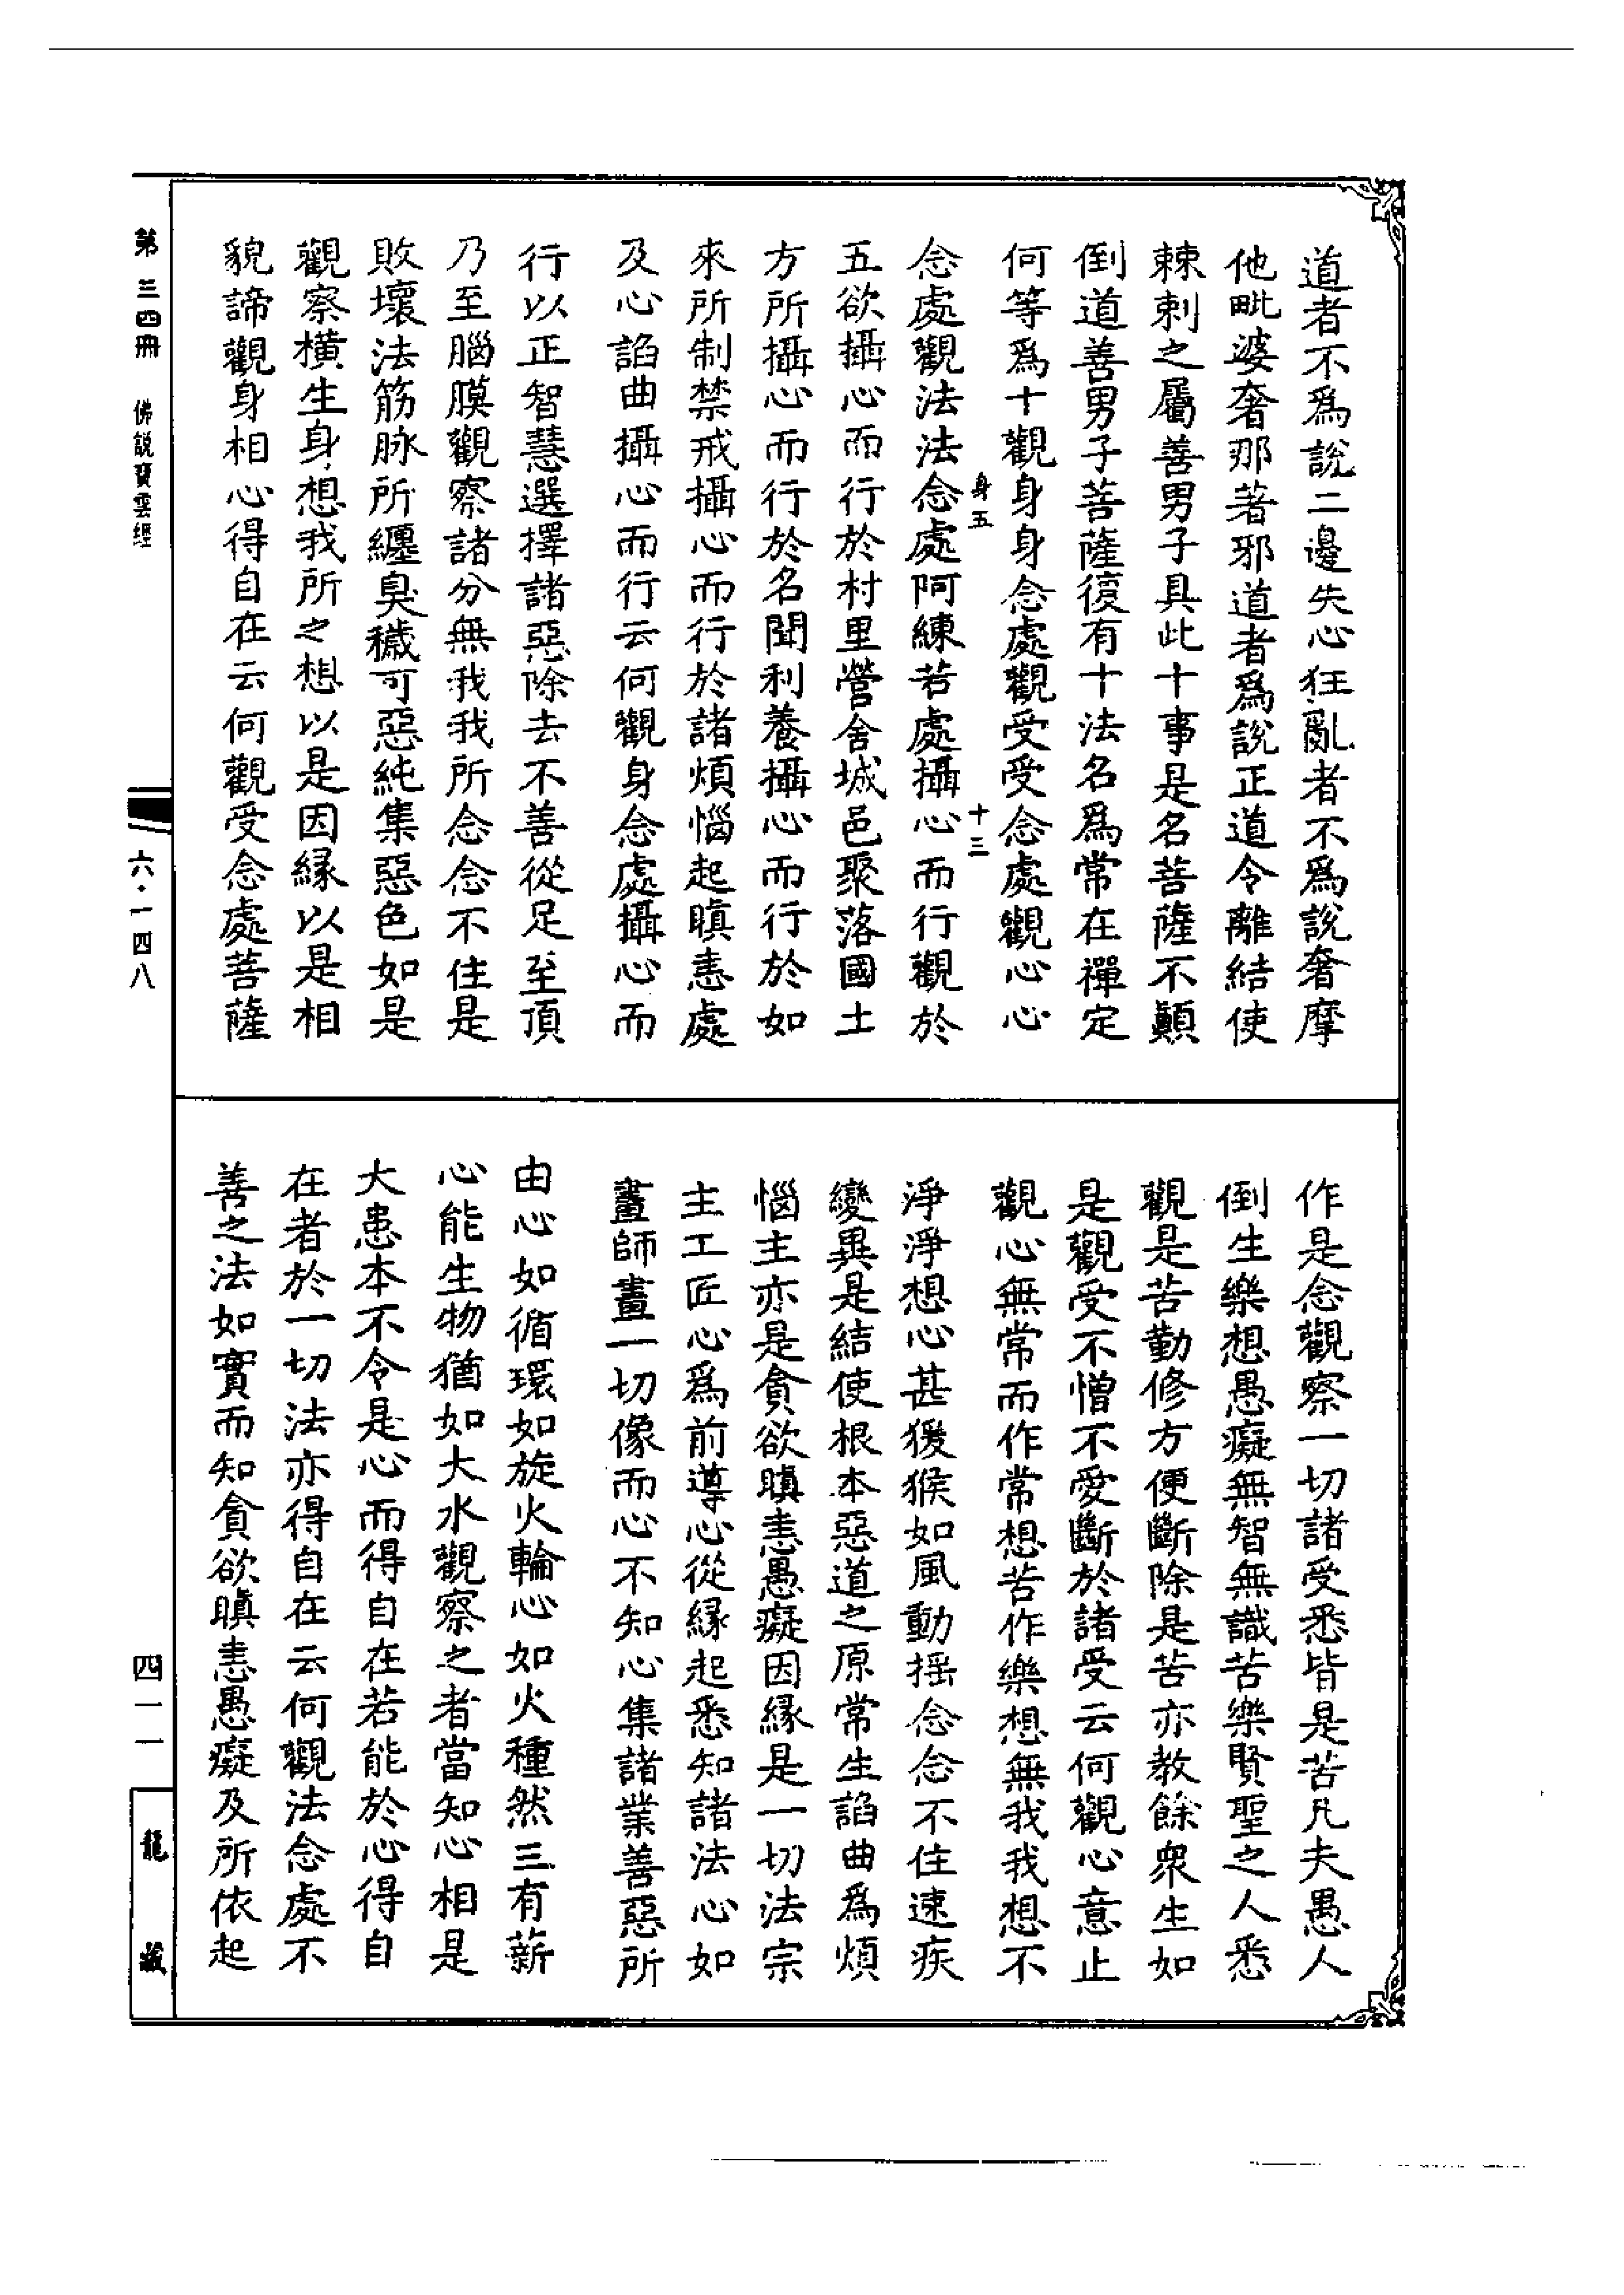 道者不爲說二邊失心狂亂者不爲說奢摩
他毗婆奢那著邪道者爲說正道令離結使
棘刺之屬善男子具此十事是名菩薩不顛
倒道善男子菩薩復有十法名爲常在禪定
何等爲十觀身身念處觀受受念處觀心心
身五
十三
念處觀法法念處阿練若處攝心而行觀於
五欲攝心而行於村里營舍城邑聚落國土
方所攝心而行於名聞利養攝心而行於如
來所制禁戒攝心而行於諸煩惱起瞋恚處
及心諂曲攝心而行云何觀身念處攝心而
行以正智慧選擇諸惡除去不善從足至頂
乃至腦膜觀察諸分無我我所念念不住是
敗壞法筋脉所纏臭穢可惡純集惡色如是
觀察橫生身想我所之想以是因緣以是相
貌諦觀身相心得自在云何觀受念處菩薩
作是念觀察一切諸受悉皆是苦凡夫愚人
倒生樂想愚癡無智無識苦樂賢聖之人悉
觀是苦勤修方便斷除是苦亦教餘衆生如
是觀受不憎不愛斷於諸受云何觀心意止
觀心無常而作常想苦作樂想無我我想不
淨淨想心甚猨猴如風動搖念念不住速疾
變異是結使根本惡道之原常生諂曲爲煩
惱主亦是貪欲瞋恚愚癡因緣是一切法宗
主工匠心爲前導心從緣起悉知諸法心如
畫師畫一切像而心不知心集諸業善惡所
由心如循環如旋火輪心如火種然三有薪
心能生物猶如大水觀察之者當知心相是
大患本不令是心而得自在若能於心得自
在者於一切法亦得自在云何觀法念處不
善之法如實而知貪欲瞋恚愚癡及所依起
第三四冊 佛説寶雲經
六·一四八
四一一
龍藏